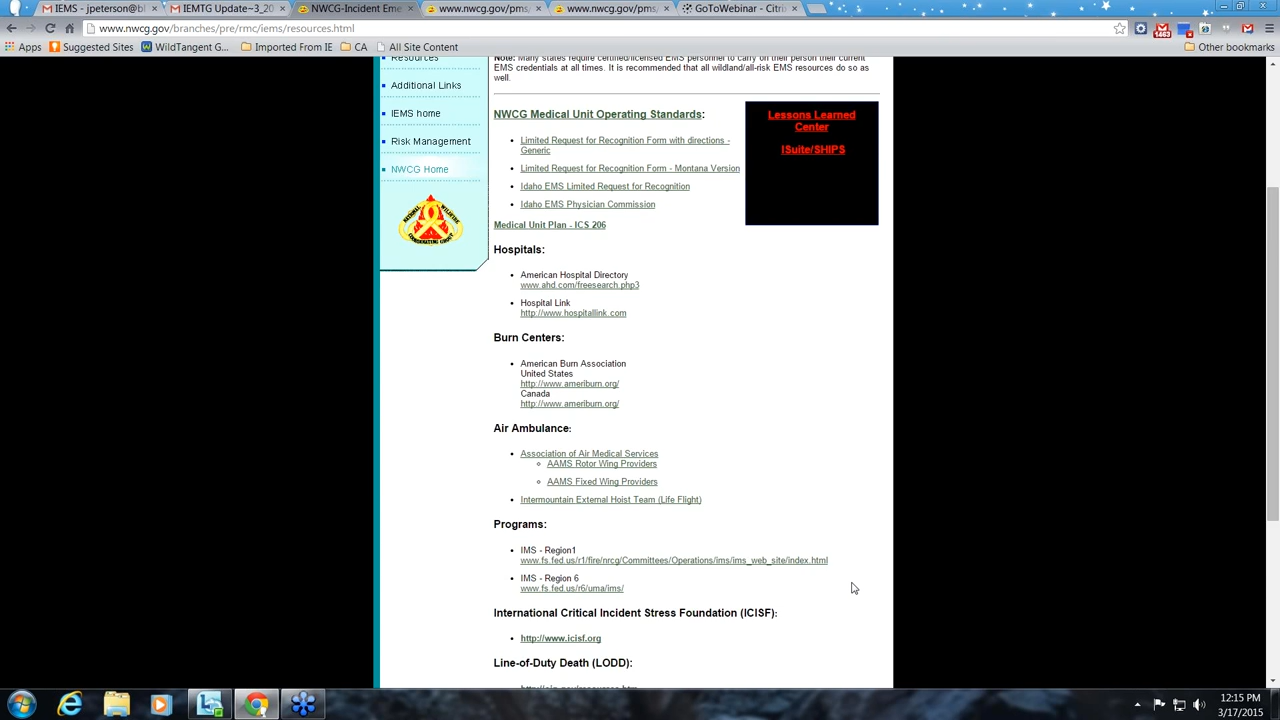 IEMS - jpeterson@bl
IEMTG Update~3_20
NWCG-Incident Eme
www.nwcg.gov/pms
www.nwcg.gov/pms
GoToWebinar - Citri
www.nwcg.gov/branches/pre/rmc/iems/resources.html
1463
Apps
Suggested Sites
WildTangent G...
Imported From IE
CA
All Site Content
Other bookmarks
Resources
Additional Links
IEMS home
Risk Management
NWCG Home
Note: Many states require certified/licensed EMS personnel to carry on their person their current
EMS credentials at all times. It is recommended that all wildland/all-risk EMS resources do so as
well.
NWCG Medical Unit Operating Standards:
Limited Request for Recognition Form with directions -
Generic
Limited Request for Recognition Form - Montana Version
Idaho EMS Limited Request for Recognition
Idaho EMS Physician Commission
Medical Unit Plan - ICS 206
Lessons Learned
Center
ISuite/SHIPS
Hospitals:
American Hospital Directory
www.ahd.com/freesearch.php3
Hospital Link
http://www.hospitallink.com
Burn Centers:
American Burn Association
United States
http://www.ameriburn.org/
Canada
http://www.ameriburn.org/
Air Ambulance:
Association of Air Medical Services
AAMS Rotor Wing Providers
AAMS Fixed Wing Providers
Intermountain External Hoist Team (Life Flight)
Programs:
IMS - Region1
www.fs.fed.us/r1/fire/nrcg/Committees/Operations/ims/ims_web_site/index.html
IMS - Region 6
www.fs.fed.us/r6/uma/ims/
International Critical Incident Stress Foundation (ICISF):
http://www.icisf.org
Line-of-Duty Death (LODD):
12:15 PM
3/17/2015